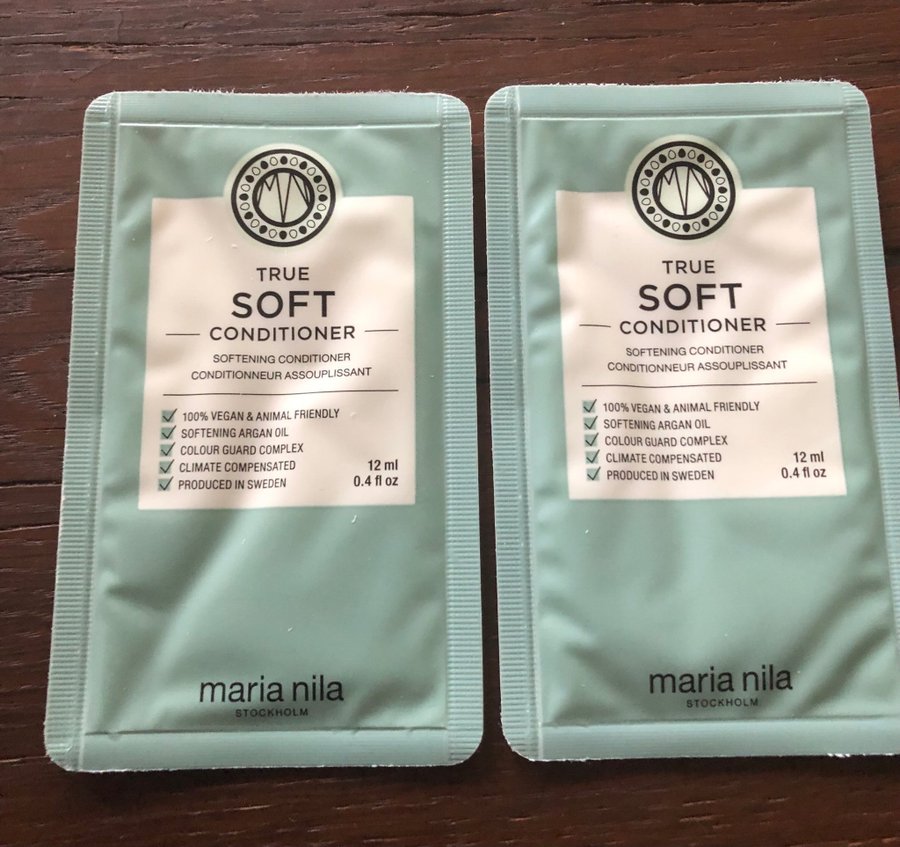 TRUE
SOFT
CONDITIONER
SOFTENING CONDITIONER
CONDITIONNEUR ASSOUPLISSANT
100% VEGAN & ANIMAL FRIENDLY
SOFTENING ARGAN OIL
COLOUR GUARD COMPLEX
CLIMATE COMPENSATED
PRODUCED IN SWEDEN
12 ml
0.4 fl oz
maria nila
STOCKHOLM
TRUE
SOFT
CONDITIONER
SOFTENING CONDITIONER
CONDITIONNEUR ASSOUPLISSANT
100% VEGAN & ANIMAL FRIENDLY
SOFTENING ARGAN OIL
COLOUR GUARD COMPLEX
CLIMATE COMPENSATED
PRODUCED IN SWEDEN
12 ml
0.4 fl oz
maria nila
STOCKHOLM